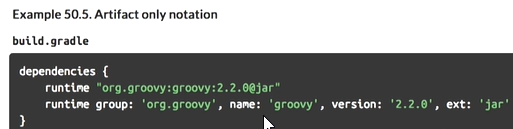 Example 50.5. Artifact only notation
build.gradle
dependencies {
    runtime "org.groovy:groovy:2.2.0@jar"
    runtime group: 'org.groovy', name: 'groovy', version: '2.2.0', ext: 'jar'
}